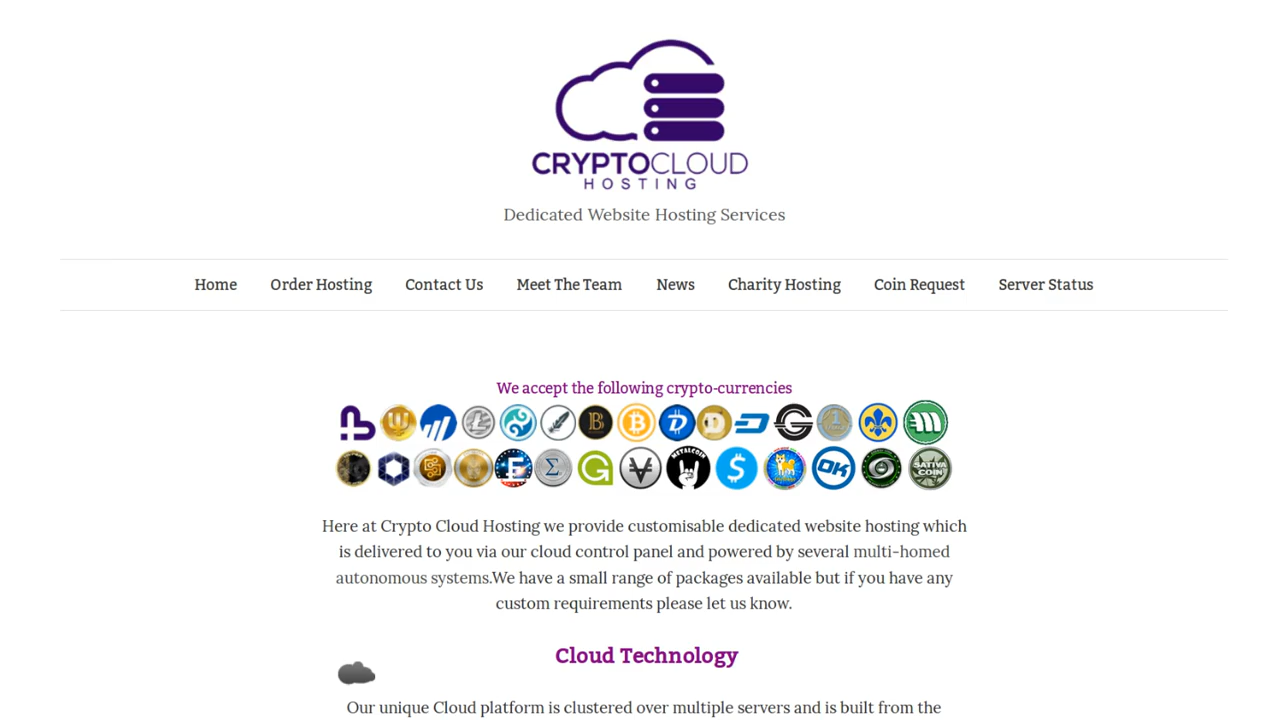 CRYPTOCLOUD
HOSTING
Dedicated Website Hosting Services
Home Order Hosting Contact Us Meet The Team News Charity Hosting Coin Request Server Status
We accept the following crypto-currencies
METALCOIN
OK
SATIVA
COIN
Here at Crypto Cloud Hosting we provide customisable dedicated website hosting which
is delivered to you via our cloud control panel and powered by several multi-homed
autonomous systems.We have a small range of packages available but if you have any
custom requirements please let us know.
Cloud Technology
Our unique Cloud platform is clustered over multiple servers and is built from the